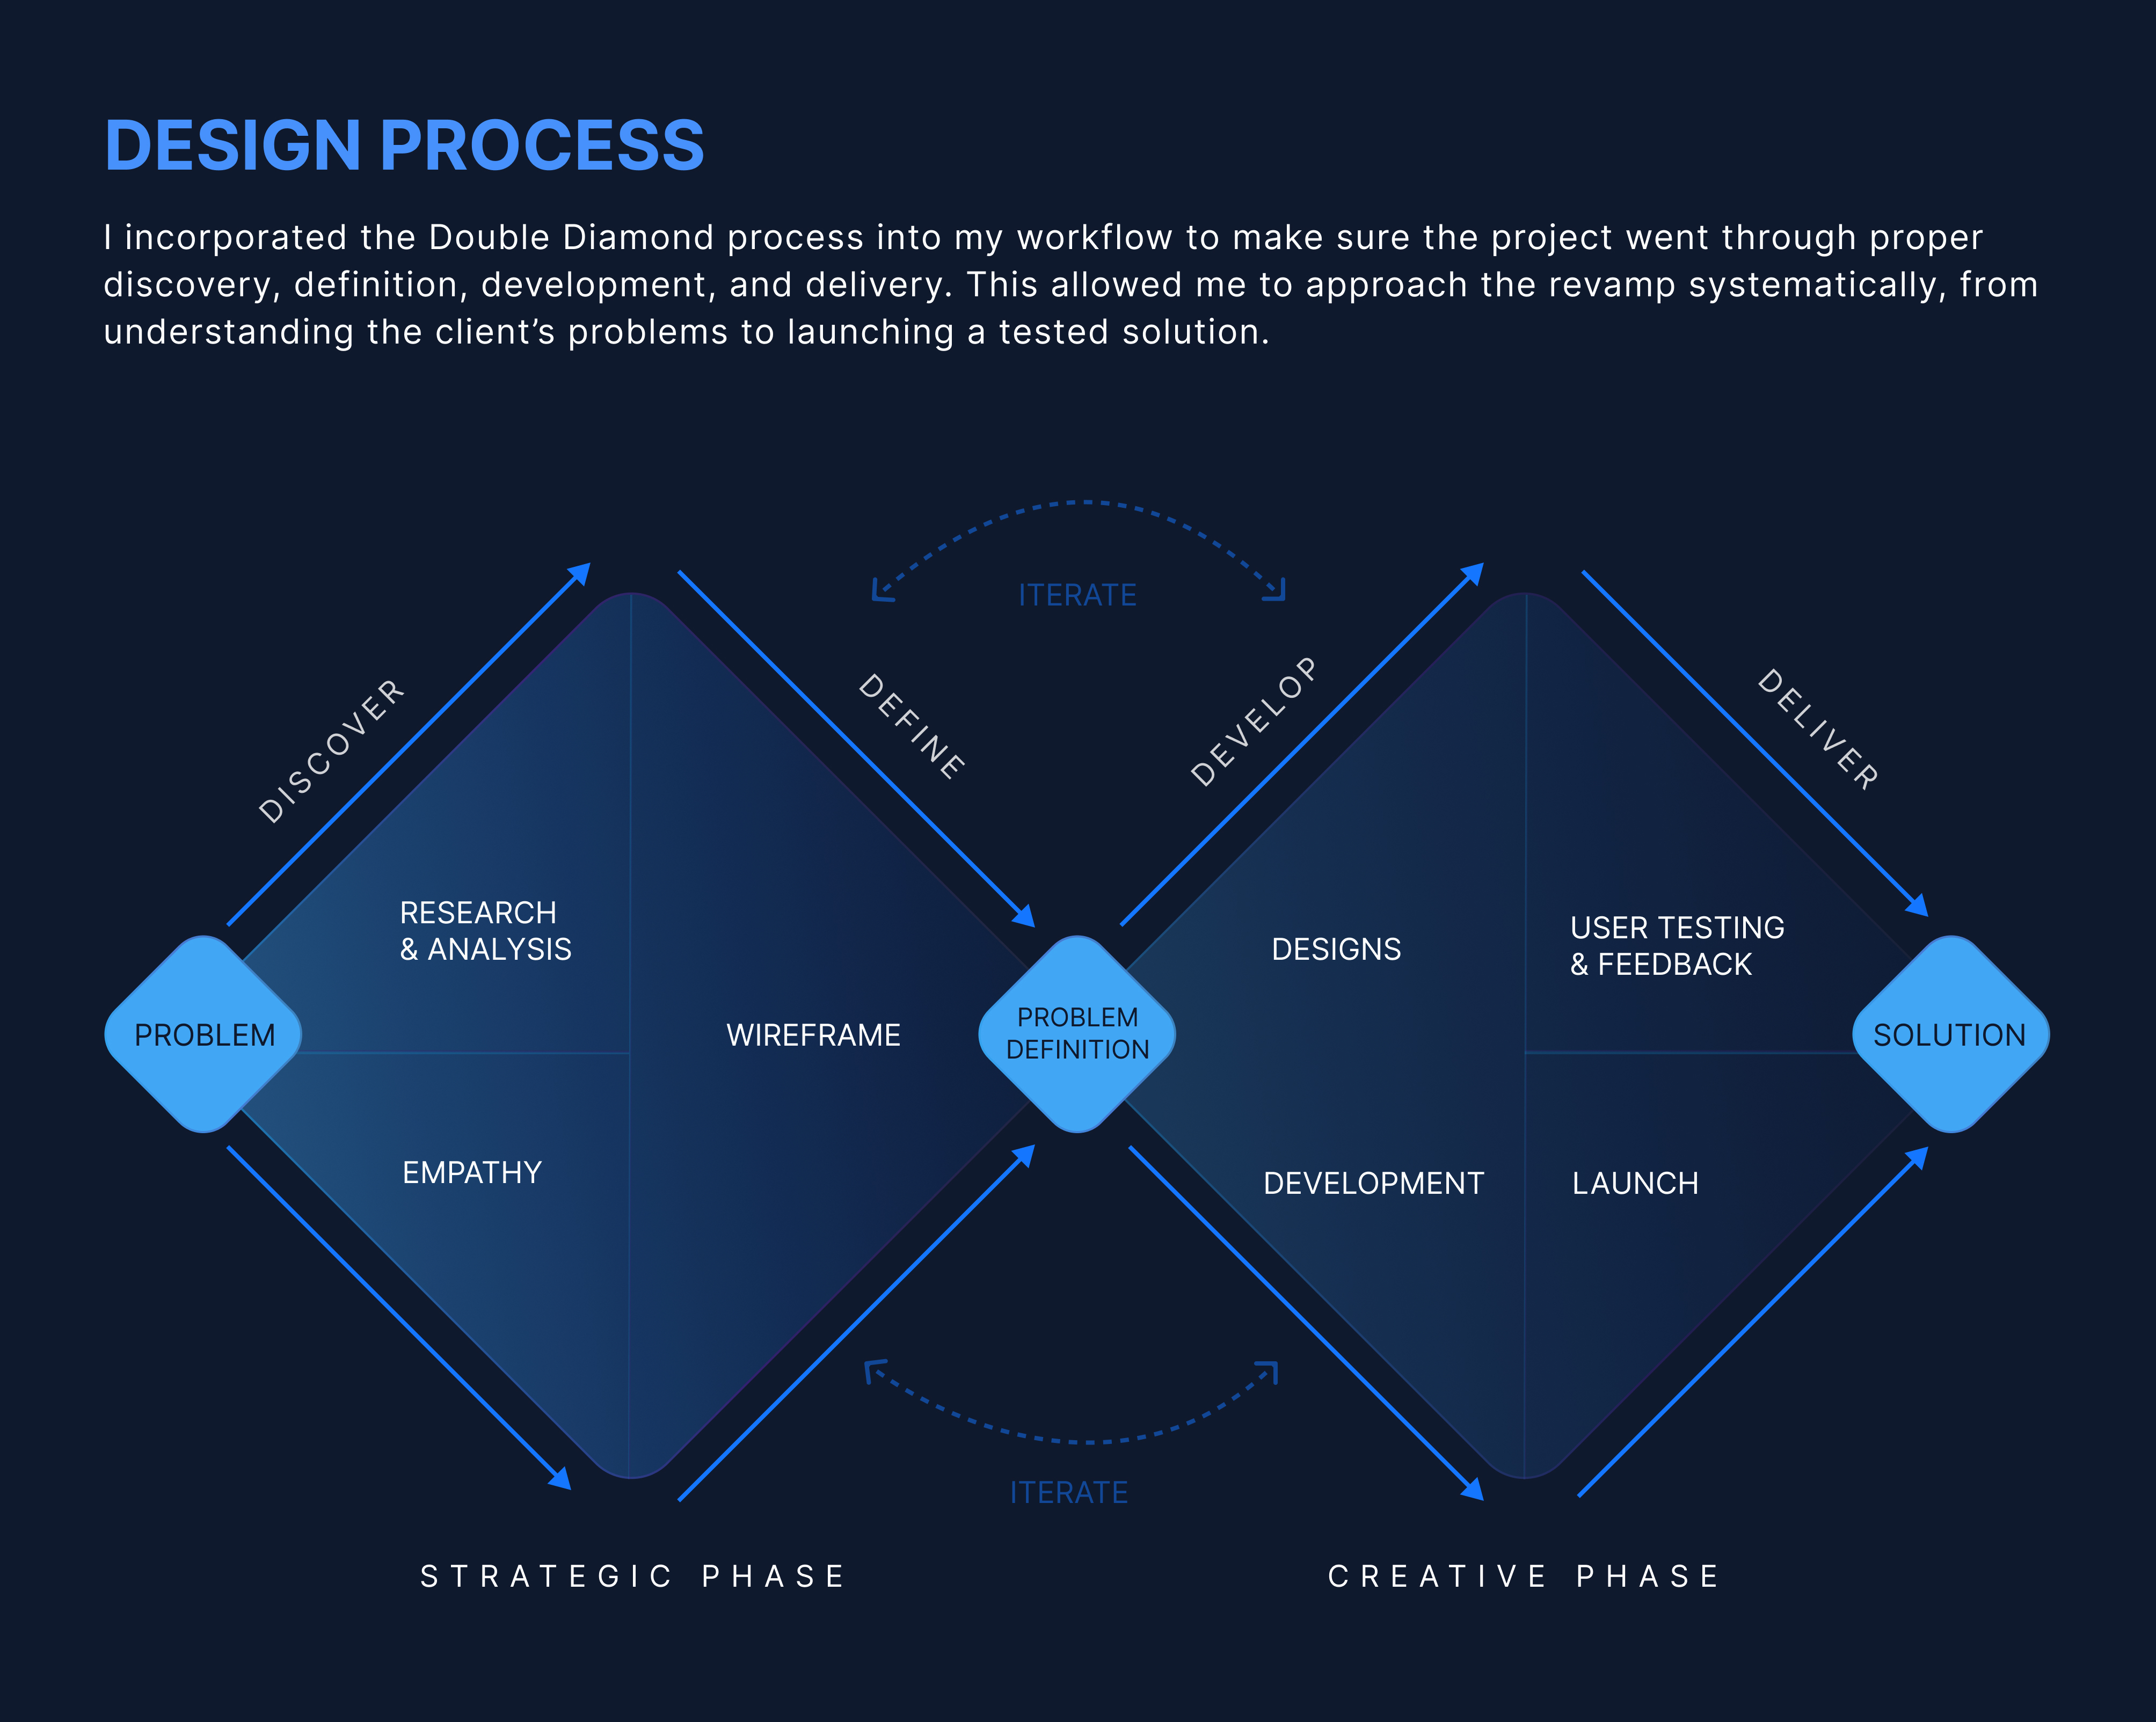 DESIGN PROCESS
I incorporated the Double Diamond process into my workflow to make sure the project went through proper
discovery, definition, development, and delivery. This allowed me to approach the revamp systematically, from
understanding the client’s problems to launching a tested solution.
ITERATE
DISCOVER
DEFINE
DEVELOP
DELIVER
RESEARCH
& ANALYSIS
EMPATHY
WIREFRAME
PROBLEM
PROBLEM
DEFINITION
DESIGNS
DEVELOPMENT
USER TESTING
& FEEDBACK
LAUNCH
SOLUTION
ITERATE
STRATEGIC PHASE
CREATIVE PHASE